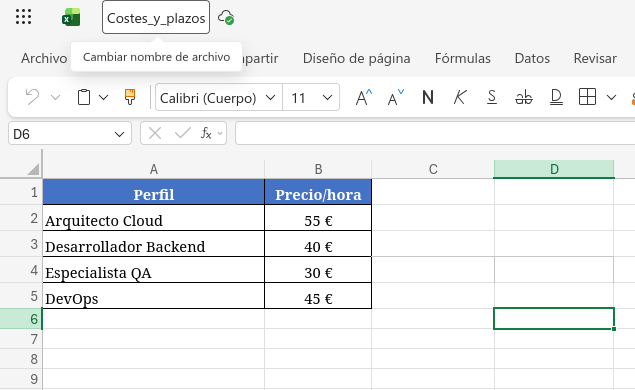 Costes_y_plazos
Cambiar nombre de archivo
Archivo partir Diseño de página Fórmulas Datos Revisar
Calibri (Cuerpo) 11 A A N K S ab D
D6 fx
A B C D
1 Perfil Precio/hora
2 Arquitecto Cloud 55 €
3 Desarrollador Backend 40 €
4 Especialista QA 30 €
5 DevOps 45 €
6
7
8
9